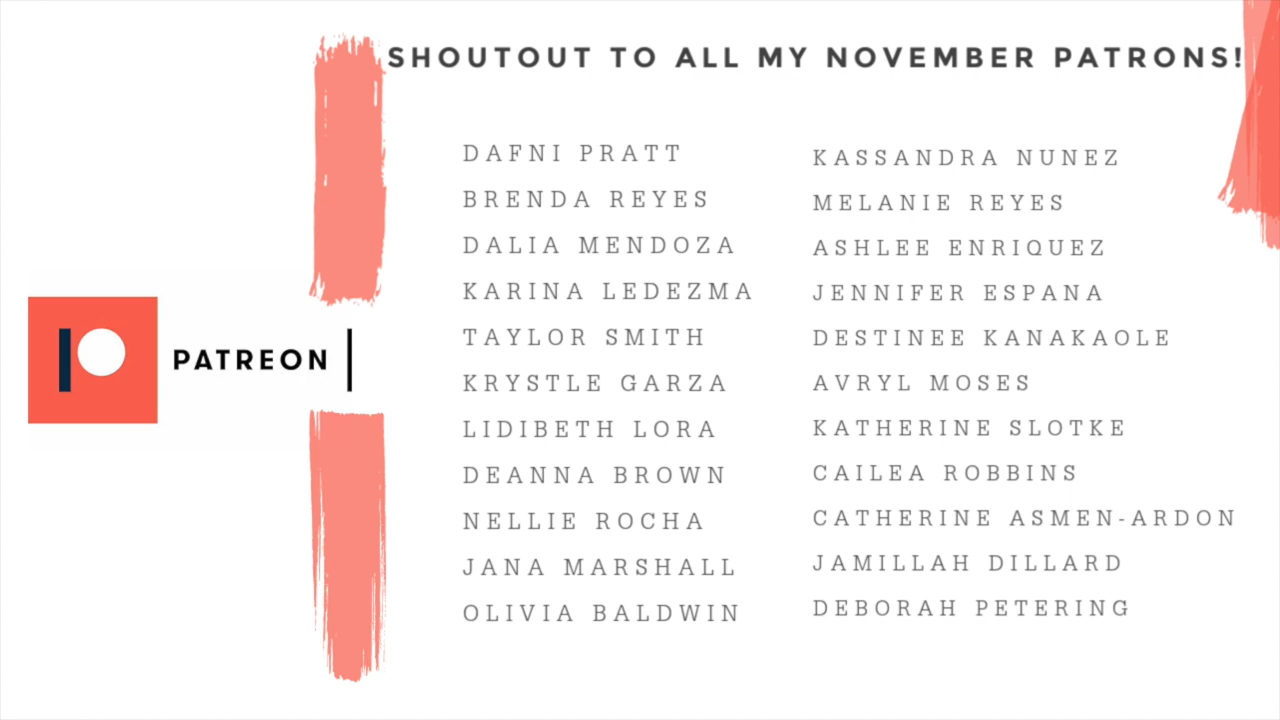 SHOUTOUT TO ALL MY NOVEMBER PATRONS!
DAFNI PRATT
BRENDA REYES
DALIA MENDOZA
KARINA LEDEZMA
TAYLOR SMITH
KRYSTLE GARZA
LIDIBETH LORA
DEANNA BROWN
NELLIE ROCHA
JANA MARSHALL
OLIVIA BALDWIN
KASSANDRA NUNEZ
MELANIE REYES
ASHLEE ENRIQUEZ
JENNIFER ESPANA
DESTINEE KANAKAOLE
AVRYL MOSES
KATHERINE SLOTKE
CAILEA ROBBINS
CATHERINE ASMEN-ARDON
JAMILLAH DILLARD
DEBORAH PETERING
PATREON